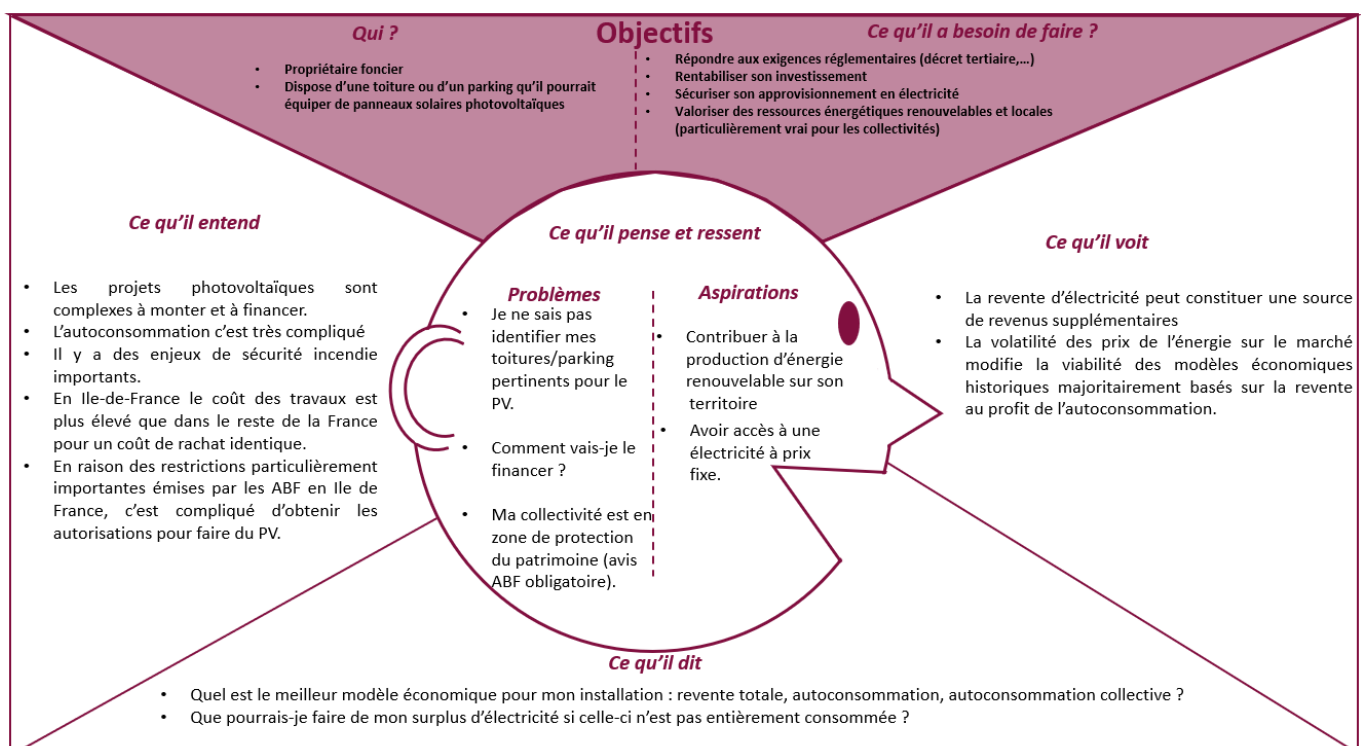 Objectifs
Qui ?
• Propriétaire foncier
• Dispose d’une toiture ou d’un parking qu’il pourrait
équiper de panneaux solaires photovoltaïques
Ce qu’il a besoin de faire ?
• Répondre aux exigences réglementaires (décret tertiaire,...)
• Rentabiliser son investissement
• Sécuriser son approvisionnement en électricité
• Valoriser des ressources énergétiques renouvelables et locales
(particulièrement vrai pour les collectivités)
Ce qu’il entend
• Les projets photovoltaïques sont
complexes à monter et à financer.
• L’autoconsommation c’est très compliqué
• Il y a des enjeux de sécurité incendie
importants.
• En Ile-de-France le coût des travaux est
plus élevé que dans le reste de la France
pour un coût de rachat identique.
• En raison des restrictions particulièrement
importantes émises par les ABF en Ile de
France, c’est compliqué d’obtenir les
autorisations pour faire du PV.
Ce qu’il pense et ressent
Problèmes
• Je ne sais pas
identifier mes
toitures/parking
pertinents pour le
PV.
• Comment vais-je le
financer ?
• Ma collectivité est en
zone de protection
du patrimoine (avis
ABF obligatoire).
Aspirations
• Contribuer à la
production d’énergie
renouvelable sur son
territoire
• Avoir accès à une
électricité à prix
fixe.
Ce qu’il voit
• La revente d’électricité peut constituer une source
de revenus supplémentaires
• La volatilité des prix de l’énergie sur le marché
modifie la viabilité des modèles économiques
historiques majoritairement basés sur la revente
au profit de l’autoconsommation.
Ce qu’il dit
• Quel est le meilleur modèle économique pour mon installation : revente totale, autoconsommation, autoconsommation collective ?
• Que pourrais-je faire de mon surplus d’électricité si celle-ci n’est pas entièrement consommée ?